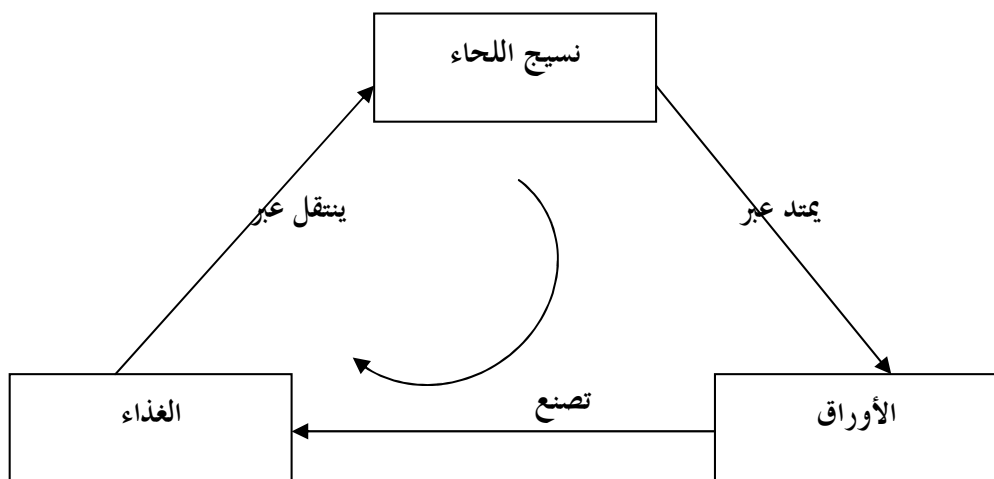 نسيج اللحاء
ينتقل عبر
يمتد عبر
تصنع
الغذاء
الأوراق